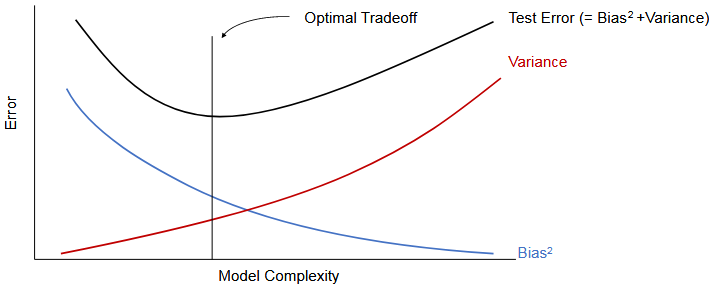 Optimal Tradeoff
Test Error (= Bias² +Variance)
Variance
Error
Bias²
Model Complexity